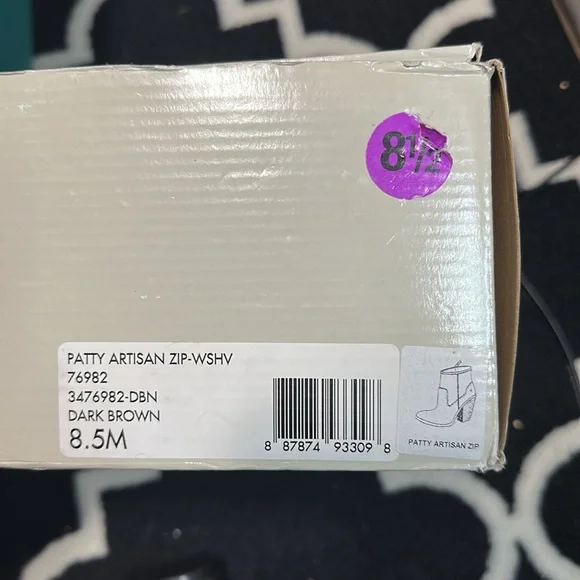 8½
PATTY ARTISAN ZIP-WSHV
76982
3476982-DBN
DARK BROWN
8.5M
8 87874 93309 8
PATTY ARTISAN ZIP